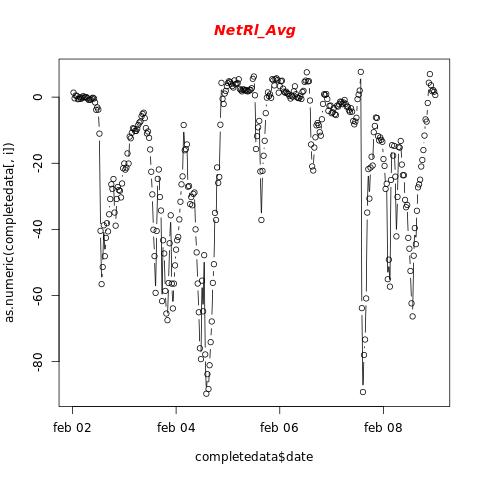 NetRl_Avg
as.numeric(completedata[, i])
0
-20
-40
-60
-80
feb 02 feb 04 feb 06 feb 08
completedata$date